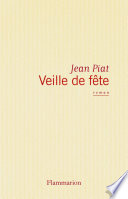 Jean Piat
Veille de fête
roman
Flammarion